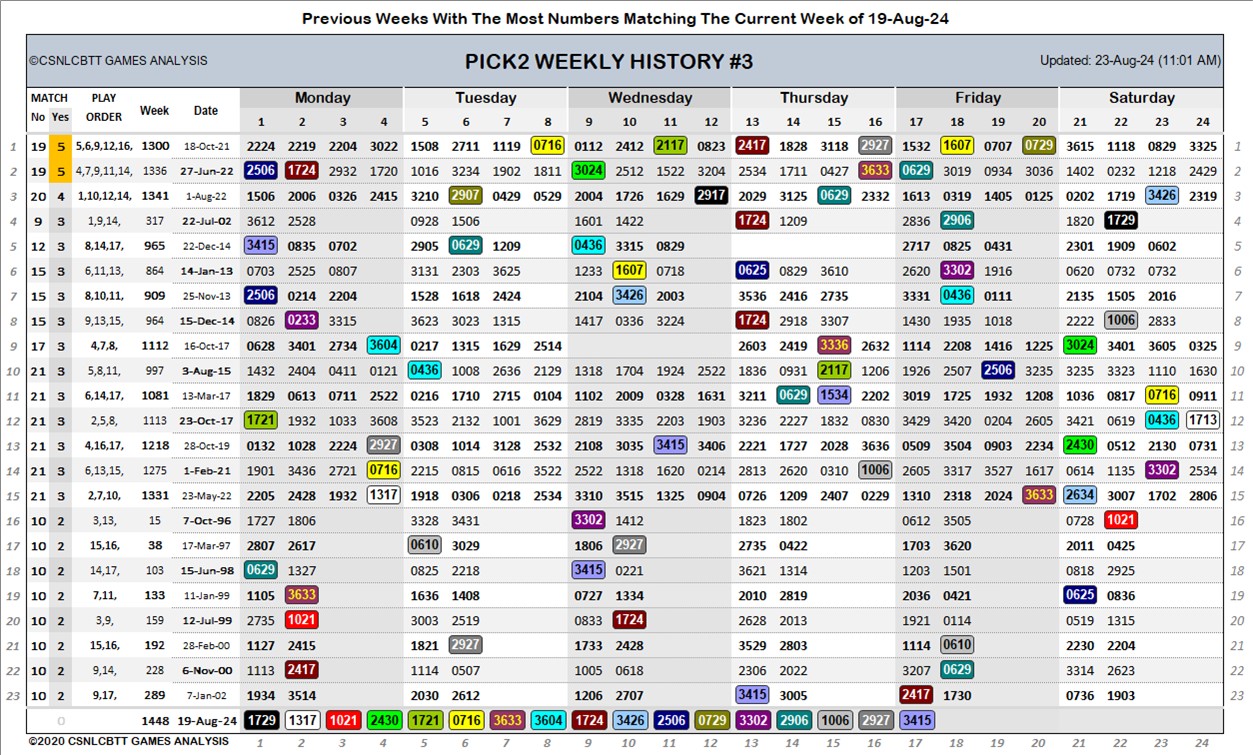 Previous Weeks With The Most Numbers Matching The Current Week of 19-Aug-24
©CSNLCBTT GAMES ANALYSIS PICK2 WEEKLY HISTORY #3 Updated: 23-Aug-24 (11:01 AM)
MATCH PLAY Week Date Monday Tuesday Wednesday Thursday Friday Saturday
No Yes ORDER 1 2 3 4 5 6 7 8 9 10 11 12 13 14 15 16 17 18 19 20 21 22 23 24
1 19 5 5,6,9,12,16, 1300 18-Oct-21 2224 2219 2204 3022 1508 2711 1119 0716 0112 2412 2117 0823 2417 1828 3118 2927 1532 1607 0707 0729 3615 1118 0829 3325 1
2 19 5 4,7,9,11,14, 1336 27-Jun-22 2506 1724 2932 1720 1016 3234 1902 1811 3024 2512 1522 3204 2534 1711 0427 3633 0629 3019 0934 3036 1402 0232 1218 2429 2
3 20 4 1,10,12,14, 1341 1-Aug-22 1506 2006 0326 2415 3210 2907 0429 0529 2004 1726 1629 2917 2029 3125 0629 2332 1613 0319 1405 0125 0202 1719 3426 2319 3
4 9 3 1,9,14, 317 22-Jul-02 3612 2528 0928 1506 1601 1422 1724 1209 2836 2906 1820 1729 4
5 12 3 8,14,17, 965 22-Dec-14 3415 0835 0702 2905 0629 1209 0436 3315 0829 2717 0825 0431 2301 1909 0602 5
6 15 3 6,11,13, 864 14-Jan-13 0703 2525 0807 3131 2303 3625 1233 1607 0718 0625 0829 3610 2620 3302 1916 0620 0732 0732 6
7 15 3 8,10,11, 909 25-Nov-13 2506 0214 2204 1528 1618 2424 2104 3426 2003 3536 2416 2735 3331 0436 0111 2135 1505 2016 7
8 15 3 9,13,15, 964 15-Dec-14 0826 0233 3315 3623 3023 1315 1417 0336 3224 1724 2918 3307 1430 1935 1018 2222 1006 2833 8
9 17 3 4,7,8, 1112 16-Oct-17 0628 3401 2734 3604 0217 1315 1629 2514 2603 2419 3336 2632 1114 2208 1416 1225 3024 3401 3605 0325 9
10 21 3 5,8,11, 997 3-Aug-15 1432 2404 0411 0121 0436 1008 2636 2129 1318 1704 1924 2522 1836 0931 2117 1206 1926 2507 2506 3235 3235 3323 1110 1630 10
11 21 3 6,14,17, 1081 13-Mar-17 1829 0613 0711 2522 0216 0710 2715 0104 1102 2009 0328 1631 3211 0629 1534 2202 3019 1725 1932 1208 1036 0817 0716 0911 11
12 21 3 2,5,8, 1113 23-Oct-17 1721 1932 1033 3608 3523 1207 1001 3629 2819 3335 2203 1903 3236 2227 1832 0830 3429 3420 0204 2605 3421 0619 0436 1713 12
13 21 3 4,16,17, 1218 28-Oct-19 0132 1028 2224 2927 0308 1014 3128 2532 2108 3035 3415 3406 1221 1727 0228 3636 0509 3504 0903 2234 2430 0512 2130 0731 13
14 21 3 6,13,15, 1275 1-Feb-21 1901 3436 2721 0716 2215 0815 0616 3522 2522 1318 1620 0214 2813 2620 0310 1006 2605 3317 3527 1617 0614 1135 3302 2534 14
15 21 3 2,7,10, 1331 23-May-22 2205 2428 1932 1317 1918 0306 0218 2534 3310 3515 1325 0904 0726 1209 2407 0229 1310 2318 2024 3633 2634 3007 1702 2806 15
16 10 2 3,13, 15 7-Oct-96 1727 1806 3328 3431 3302 1412 1823 1802 0612 3505 0728 1021 16
17 10 2 15,16, 38 17-Mar-97 2807 2617 0610 3029 1806 2927 2735 0422 1703 3620 2011 0425 17
18 10 2 14,17, 103 15-Jun-98 0629 1327 0825 2218 3415 0221 3621 1314 1203 1501 0818 2925 18
19 10 2 7,11, 133 11-Jan-99 1105 3633 1636 1408 0727 1334 2010 2819 2036 0421 0625 0836 19
20 10 2 3,9, 159 12-Jul-99 2735 1021 3003 2519 0833 1724 2628 2013 1921 0114 0519 1315 20
21 10 2 15,16, 192 28-Feb-00 1127 2415 1821 2927 1733 2428 3529 2803 1114 0610 2230 2204 21
22 10 2 9,14, 228 6-Nov-00 1113 2417 1114 0507 1005 0618 2306 2022 3207 0629 3314 2623 22
23 10 2 9,17, 289 7-Jan-02 1934 3514 2030 2612 1206 2707 3415 3005 2417 1730 0736 1903 23
0 1448 19-Aug-24 1729 1317 1021 2430 1721 0716 3633 3604 1724 3426 2506 0729 3302 2906 1006 2927 3415
©2020 CSNLCBTT GAMES ANALYSIS 1 2 3 4 5 6 7 8 9 10 11 12 13 14 15 16 17 18 19 20 21 22 23 24